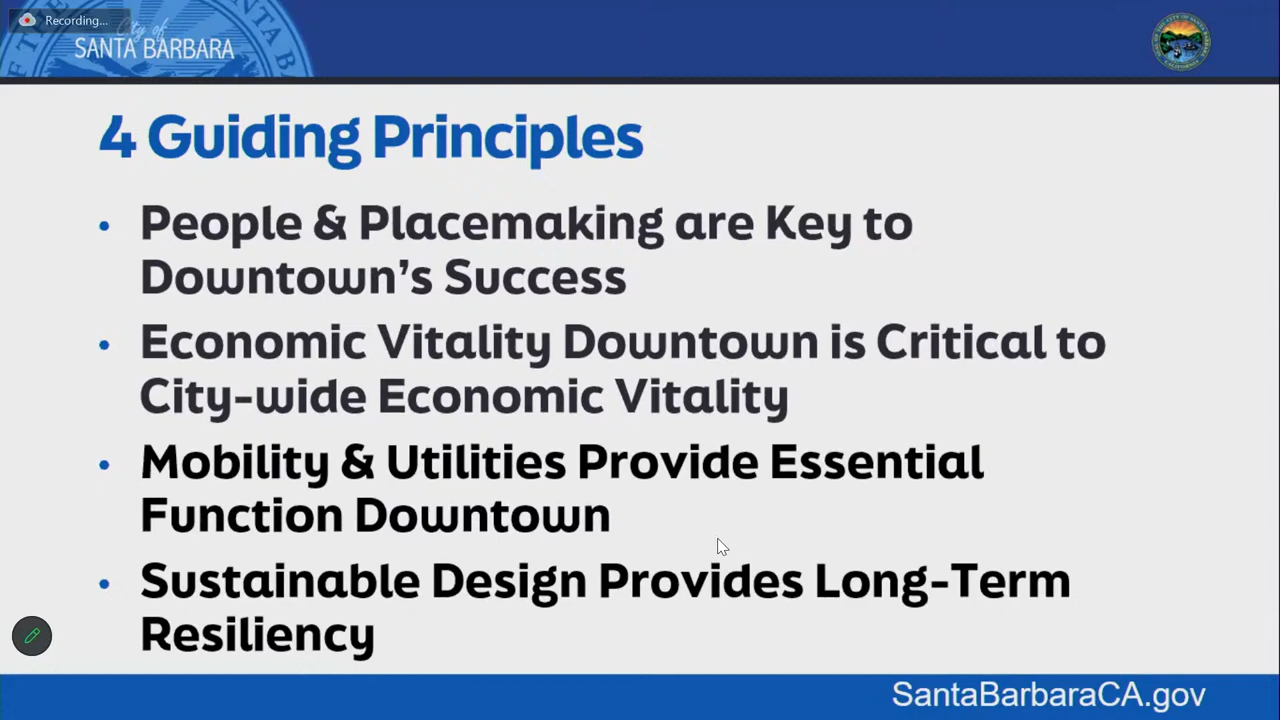 Recording...
City of
SANTA BARBARA
4 Guiding Principles
• People & Placemaking are Key to
Downtown's Success
• Economic Vitality Downtown is Critical to
City-wide Economic Vitality
• Mobility & Utilities Provide Essential
Function Downtown
• Sustainable Design Provides Long-Term
Resiliency
SantaBarbaraCA.gov